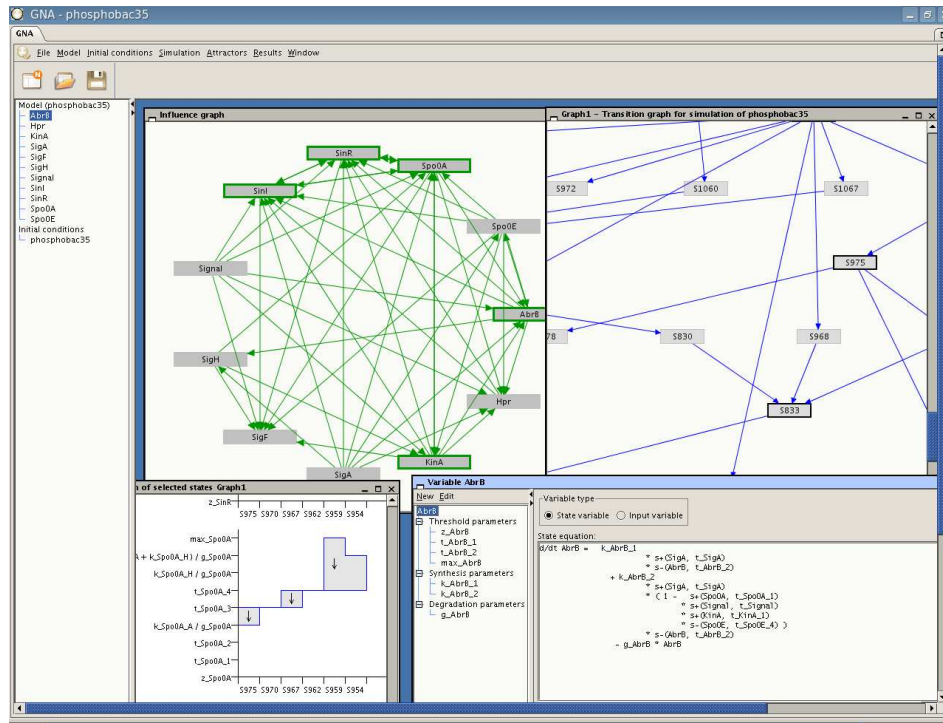 GNA - phosphobac35
GNA
File Model Initial conditions Simulation Attractors Results Window
Model (phosphobac35)
AbrB
Hpr
KinA
SigA
SigF
SigH
Signal
SinI
SinR
Spo0A
Spo0E
Initial conditions
phosphobac35
Influence graph
SinR
Spo0A
SinI
Spo0E
Signal
AbrB
SigH
Hpr
SigF
KinA
SigA
Graph1 - Transition graph for simulation of phosphobac35
S972
S1060
S1067
S975
78
S830
S968
S833
n of selected states Graph1
z_SinR
max_Spo0A
A + k_Spo0A_H) / g_Spo0A
k_Spo0A_H / g_Spo0A
t_Spo0A_4
t_Spo0A_3
k_Spo0A_A / g_Spo0A
t_Spo0A_2
t_Spo0A_1
z_Spo0A
S975 S970 S967 S962 S959 S954
S975 S970 S967 S962 S959 S954
Variable AbrB
New Edit
AbrB
Threshold parameters
z_AbrB
t_AbrB_1
t_AbrB_2
max_AbrB
Synthesis parameters
k_AbrB_1
k_AbrB_2
Degradation parameters
g_AbrB
Variable type
State variable Input variable
State equation:
d/dt AbrB = k_AbrB_1
* s+(SigA, t_SigA)
* s-(AbrB, t_AbrB_2)
+ k_AbrB_2
* s+(SigA, t_SigA)
* ( 1 - s+(Spo0A, t_Spo0A_1)
* s+(Signal, t_Signal)
* s+(KinA, t_KinA_1)
* s-(Spo0E, t_Spo0E_4) )
* s-(AbrB, t_AbrB_2)
- g_AbrB * AbrB